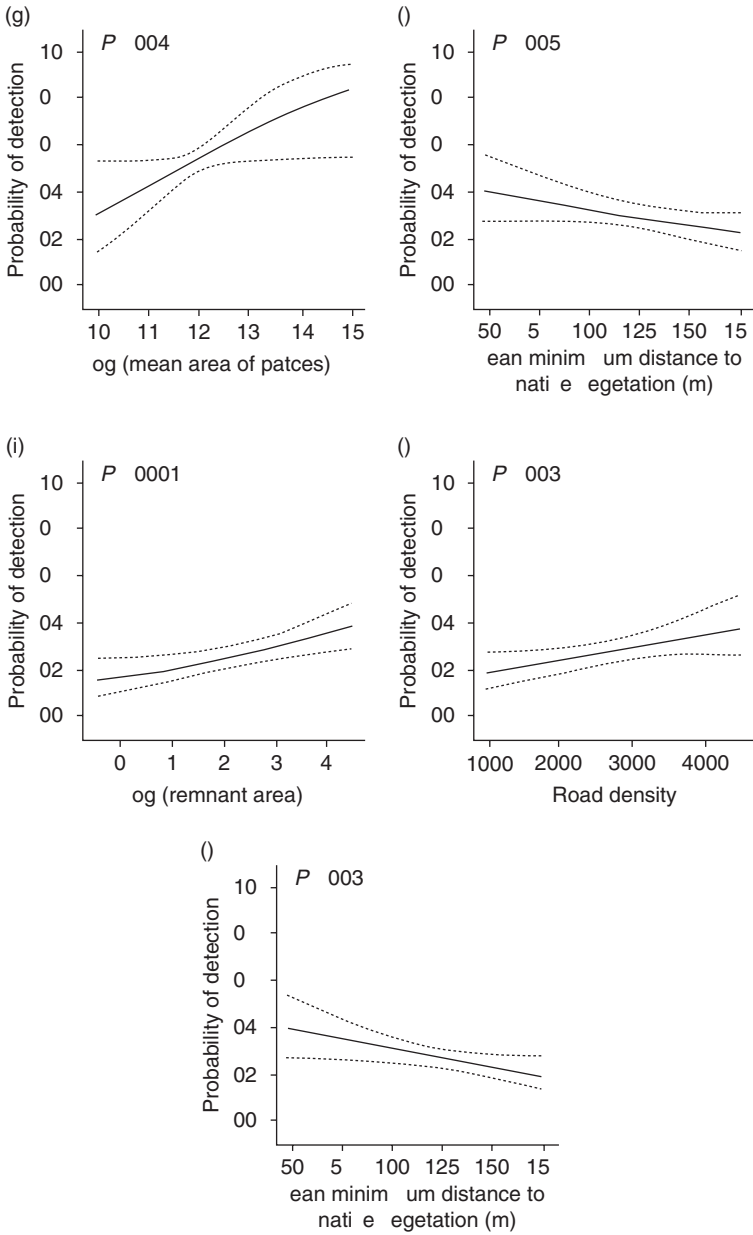 (g)
P 004
10
0
0
04
02
00
Probability of detection
10 11 12 13 14 15
og (mean area of patces)
()
P 005
10
0
0
04
02
00
Probability of detection
50 5 100 125 150 15
ean minim um distance to
nati e egetation (m)
(i)
P 0001
10
0
0
04
02
00
Probability of detection
0 1 2 3 4
og (remnant area)
()
P 003
10
0
0
04
02
00
Probability of detection
1000 2000 3000 4000
Road density
()
P 003
10
0
0
04
02
00
Probability of detection
50 5 100 125 150 15
ean minim um distance to
nati e egetation (m)